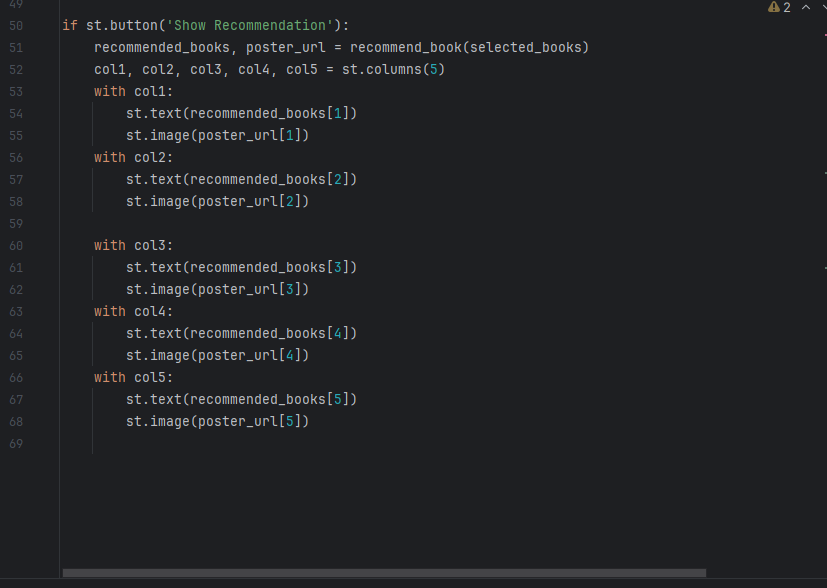 49
50 if st.button('Show Recommendation'):
51 recommended_books, poster_url = recommend_book(selected_books)
52 col1, col2, col3, col4, col5 = st.columns(5)
53 with col1:
54 st.text(recommended_books[1])
55 st.image(poster_url[1])
56 with col2:
57 st.text(recommended_books[2])
58 st.image(poster_url[2])
59
60 with col3:
61 st.text(recommended_books[3])
62 st.image(poster_url[3])
63 with col4:
64 st.text(recommended_books[4])
65 st.image(poster_url[4])
66 with col5:
67 st.text(recommended_books[5])
68 st.image(poster_url[5])
69
2